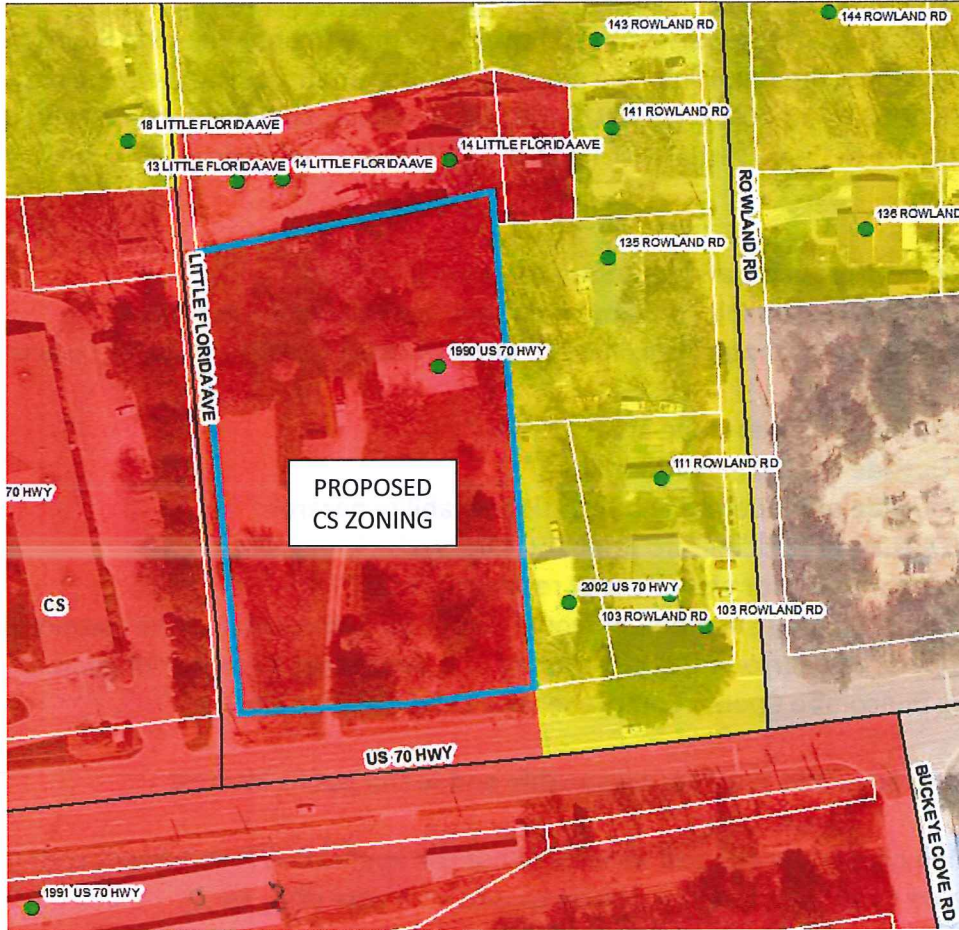 143 ROWLAND RD
144 ROWLAND RD
141 ROWLAND RD
18 LITTLE FLORIDA AVE
13 LITTLE FLORIDA AVE
14 LITTLE FLORIDA AVE
14 LITTLE FLORIDA AVE
ROWLAND RD
136 ROWLAND
135 ROWLAND RD
LITTLE FLORIDA AVE
1990 US 70 HWY
111 ROWLAND RD
70 HWY
PROPOSED
CS ZONING
CS
2002 US 70 HWY
103 ROWLAND RD
103 ROWLAND RD
US 70 HWY
BUCKEYE COVE RD
1991 US 70 HWY